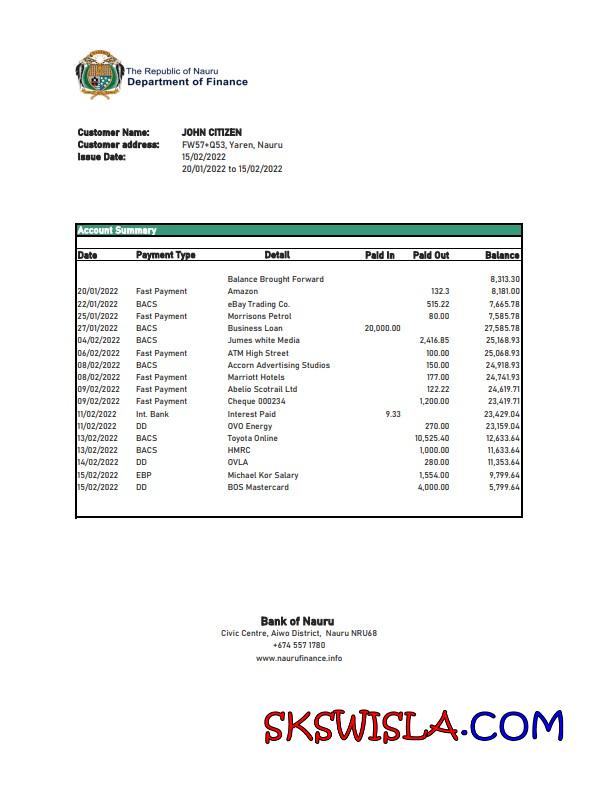 The Republic of Nauru
Department of Finance
Customer Name: JOHN CITIZEN
Customer address: FW57+Q53, Yaren, Nauru
Issue Date: 15/02/2022
20/01/2022 to 15/02/2022
Account Summary
Date Payment Type Detail Paid In Paid Out Balance
Balance Brought Forward 8,313.30
20/01/2022 Fast Payment Amazon 132.3 8,181.00
22/01/2022 BACS eBay Trading Co. 515.22 7,665.78
25/01/2022 Fast Payment Morrisons Petrol 80.00 7,585.78
27/01/2022 BACS Business Loan 20,000.00 27,585.78
04/02/2022 BACS Jumes white Media 2,416.85 25,168.93
06/02/2022 Fast Payment ATM High Street 100.00 25,068.93
08/02/2022 BACS Accorn Advertising Studios 150.00 24,918.93
08/02/2022 Fast Payment Marriott Hotels 177.00 24,741.93
09/02/2022 Fast Payment Abelio Scotrail Ltd 122.22 24,619.71
09/02/2022 Fast Payment Cheque 000234 1,200.00 23,419.71
11/02/2022 Int. Bank Interest Paid 9.33 23,429.04
11/02/2022 DD OVO Energy 270.00 23,159.04
13/02/2022 BACS Toyota Online 10,525.40 12,633.64
13/02/2022 BACS HMRC 1,000.00 11,633.64
14/02/2022 DD OVLA 280.00 11,353.64
15/02/2022 EBP Michael Kor Salary 1,554.00 9,799.64
15/02/2022 DD BOS Mastercard 4,000.00 5,799.64
Bank of Nauru
Civic Centre, Aiwo District, Nauru NRU68
+674 557 1780
www.naurufinance.info
SKSWISLA.COM